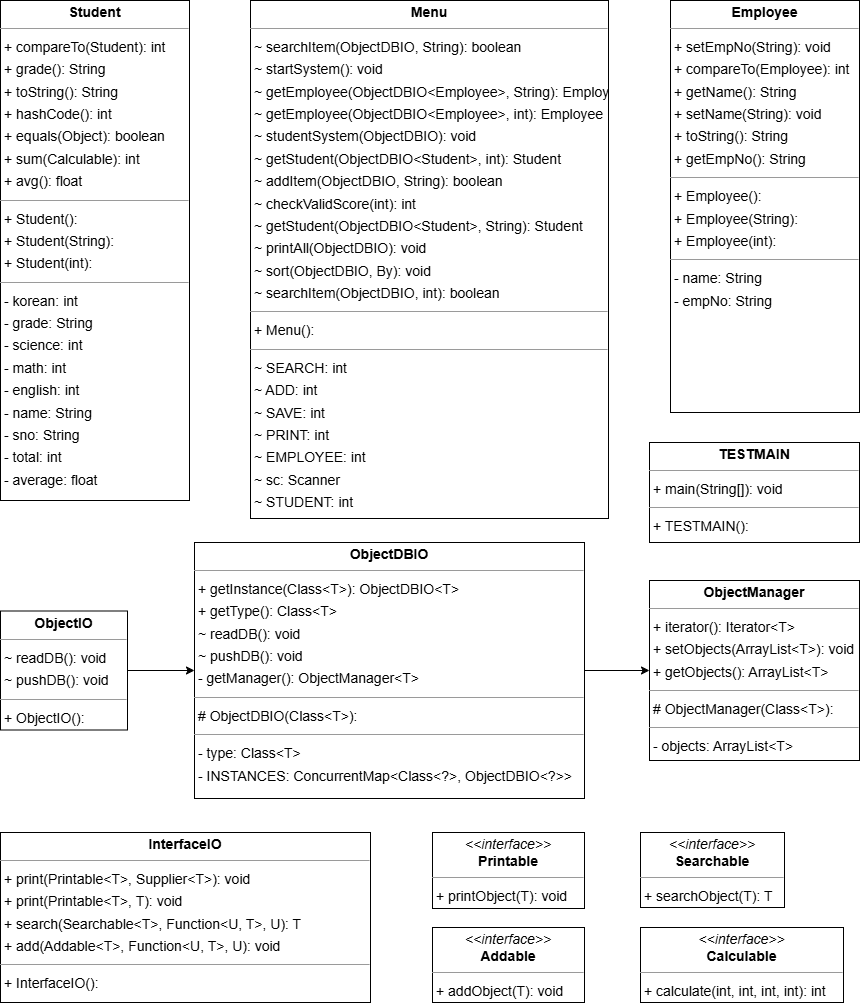 Student
+ compareTo(Student): int
+ grade(): String
+ toString(): String
+ hashCode(): int
+ equals(Object): boolean
+ sum(Calculable): int
+ avg(): float
+ Student():
+ Student(String):
+ Student(int):
- korean: int
- grade: String
- science: int
- math: int
- english: int
- name: String
- sno: String
- total: int
- average: float
Menu
~ searchItem(ObjectDBIO, String): boolean
~ startSystem(): void
~ getEmployee(ObjectDBIO<Employee>, String): Employ
~ getEmployee(ObjectDBIO<Employee>, int): Employee
~ studentSystem(ObjectDBIO): void
~ getStudent(ObjectDBIO<Student>, int): Student
~ addItem(ObjectDBIO, String): boolean
~ checkValidScore(int): int
~ getStudent(ObjectDBIO<Student>, String): Student
~ printAll(ObjectDBIO): void
~ sort(ObjectDBIO, By): void
~ searchItem(ObjectDBIO, int): boolean
+ Menu():
~ SEARCH: int
~ ADD: int
~ SAVE: int
~ PRINT: int
~ EMPLOYEE: int
~ sc: Scanner
~ STUDENT: int
Employee
+ setEmpNo(String): void
+ compareTo(Employee): int
+ getName(): String
+ setName(String): void
+ toString(): String
+ getEmpNo(): String
+ Employee():
+ Employee(String):
+ Employee(int):
- name: String
- empNo: String
TESTMAIN
+ main(String[]): void
+ TESTMAIN():
ObjectIO
~ readDB(): void
~ pushDB(): void
+ ObjectIO():
ObjectDBIO
+ getInstance(Class<T>): ObjectDBIO<T>
+ getType(): Class<T>
~ readDB(): void
~ pushDB(): void
- getManager(): ObjectManager<T>
# ObjectDBIO(Class<T>):
- type: Class<T>
- INSTANCES: ConcurrentMap<Class<?>, ObjectDBIO<?>>
ObjectManager
+ iterator(): Iterator<T>
+ setObjects(ArrayList<T>): void
+ getObjects(): ArrayList<T>
# ObjectManager(Class<T>):
- objects: ArrayList<T>
InterfaceIO
+ print(Printable<T>, Supplier<T>): void
+ print(Printable<T>, T): void
+ search(Searchable<T>, Function<U, T>, U): T
+ add(Addable<T>, Function<U, T>, U): void
+ InterfaceIO():
<<interface>>
Printable
+ printObject(T): void
<<interface>>
Searchable
+ searchObject(T): T
<<interface>>
Addable
+ addObject(T): void
<<interface>>
Calculable
+ calculate(int, int, int, int): int